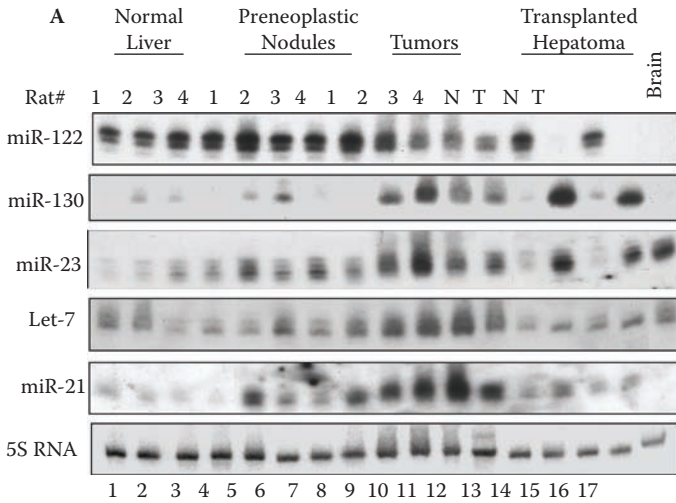 A
Normal Liver
Preneoplastic Nodules
Tumors
Transplanted Hepatoma
Brain
Rat# 1 2 3 4 1 2 3 4 1 2 3 4 N T N T
miR-122
miR-130
miR-23
Let-7
miR-21
5S RNA
1 2 3 4 5 6 7 8 9 10 11 12 13 14 15 16 17